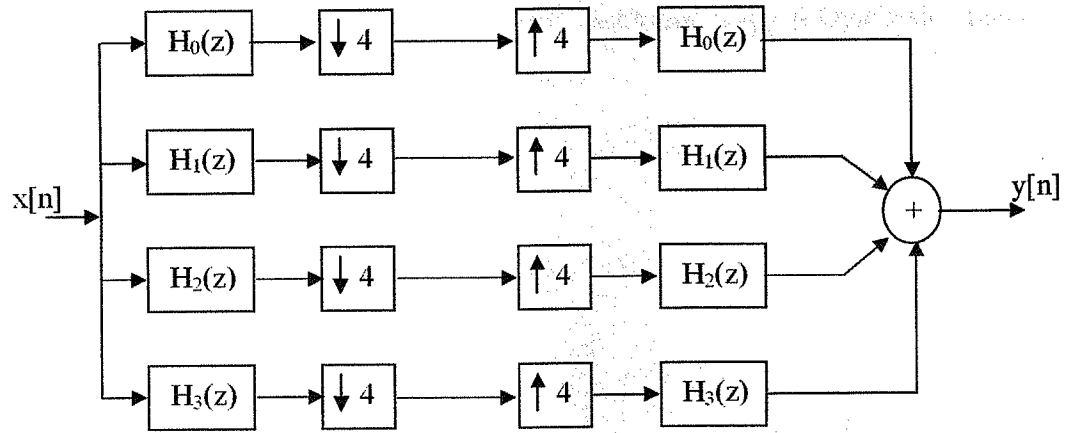 H₀(z) ↓ 4 ↑ 4 H₀(z)
H₁(z) ↓ 4 ↑ 4 H₁(z)
x[n] + y[n]
H₂(z) ↓ 4 ↑ 4 H₂(z)
H₃(z) ↓ 4 ↑ 4 H₃(z)